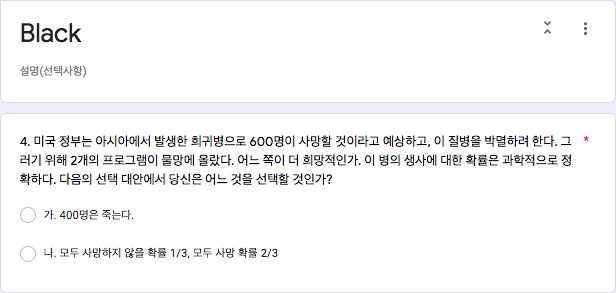 Black
설명(선택사항)
4. 미국 정부는 아시아에서 발생한 희귀병으로 600명이 사망할 것이라고 예상하고, 이 질병을 박멸하려 한다. 그 *
러기 위해 2개의 프로그램이 물망에 올랐다. 어느 쪽이 더 희망적인가. 이 병의 생사에 대한 확률은 과학적으로 정
확하다. 다음의 선택 대안에서 당신은 어느 것을 선택할 것인가?
가. 400명은 죽는다.
나. 모두 사망하지 않을 확률 1/3, 모두 사망 확률 2/3